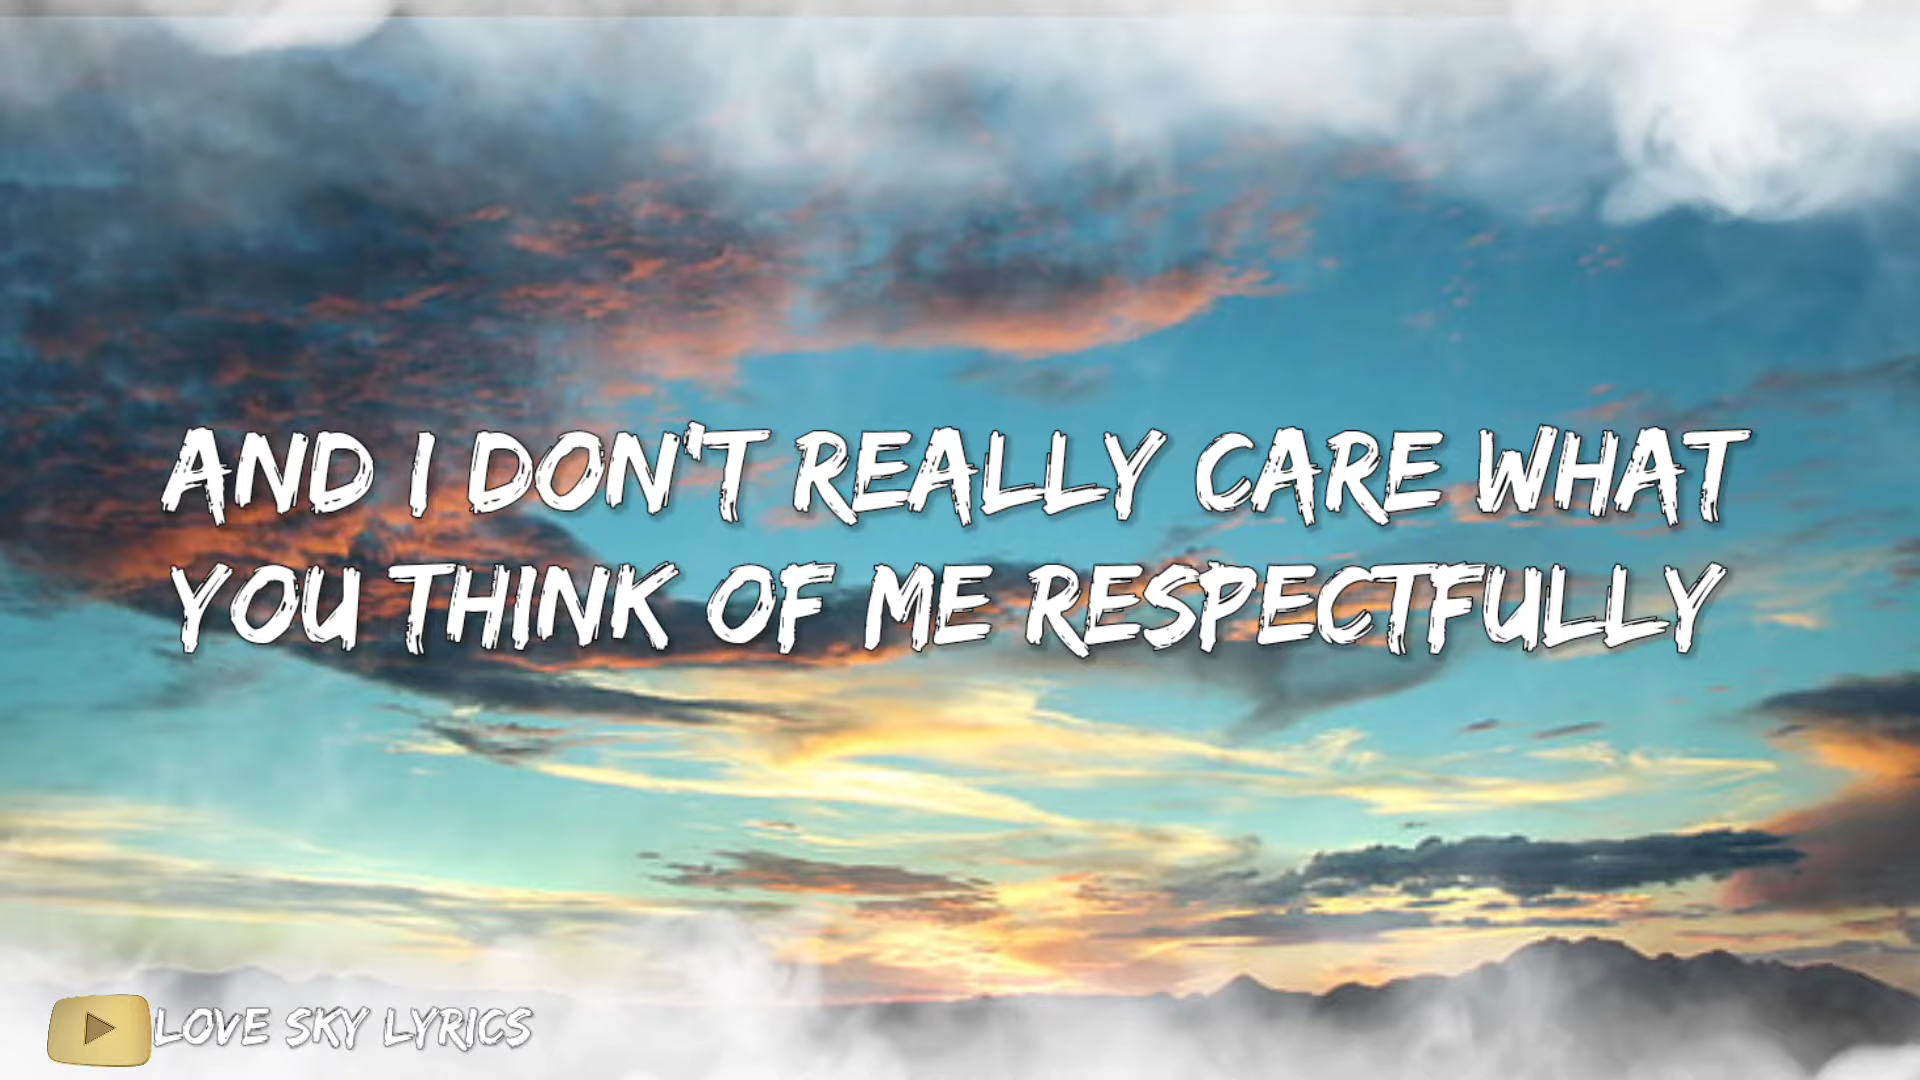 AND I DON'T REALLY CARE WHAT
YOU THINK OF ME RESPECTFULLY
LOVE SKY LYRICS